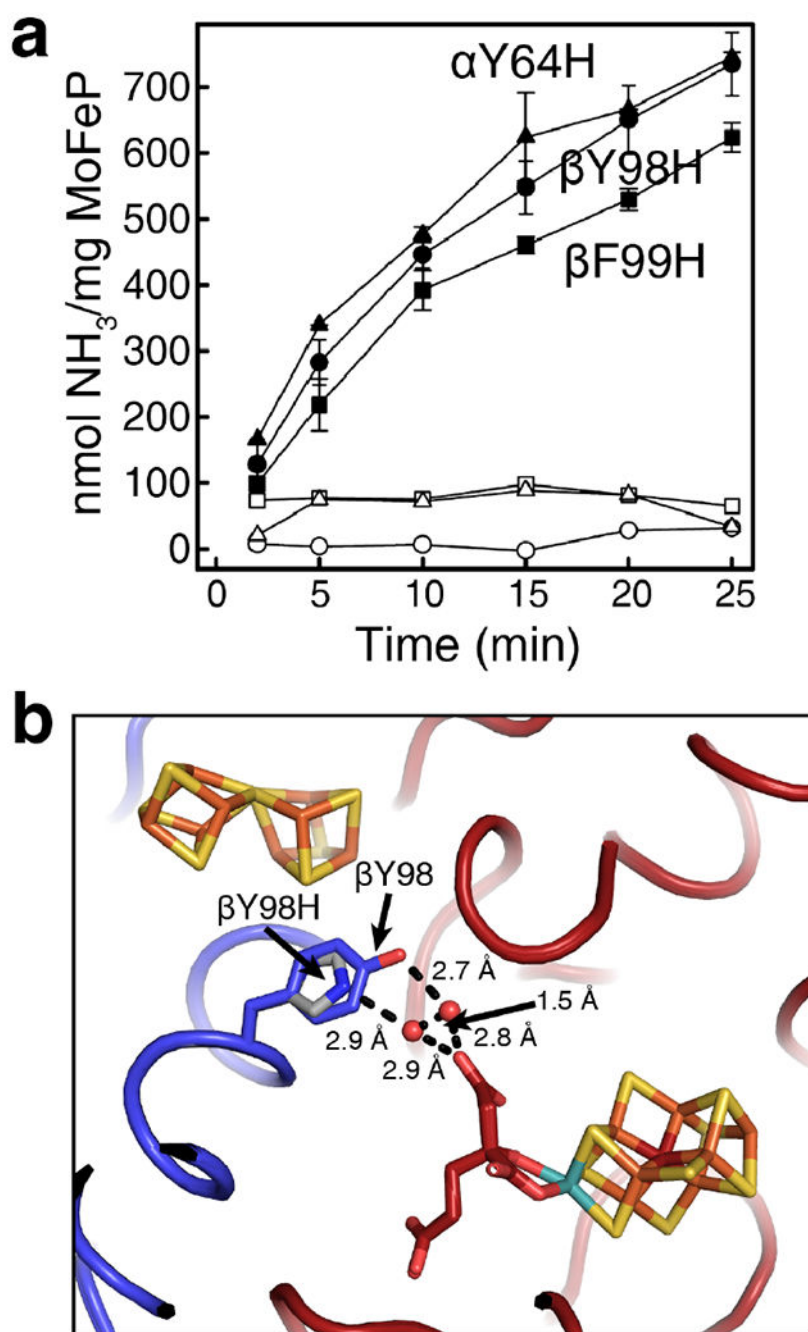 a
nmol NH₃/mg MoFeP
700
600
500
400
300
200
100
0
αY64H
βY98H
βF99H
0 5 10 15 20 25
Time (min)
b
βY98
βY98H
2.7 Å
1.5 Å
2.9 Å
2.8 Å
2.9 Å